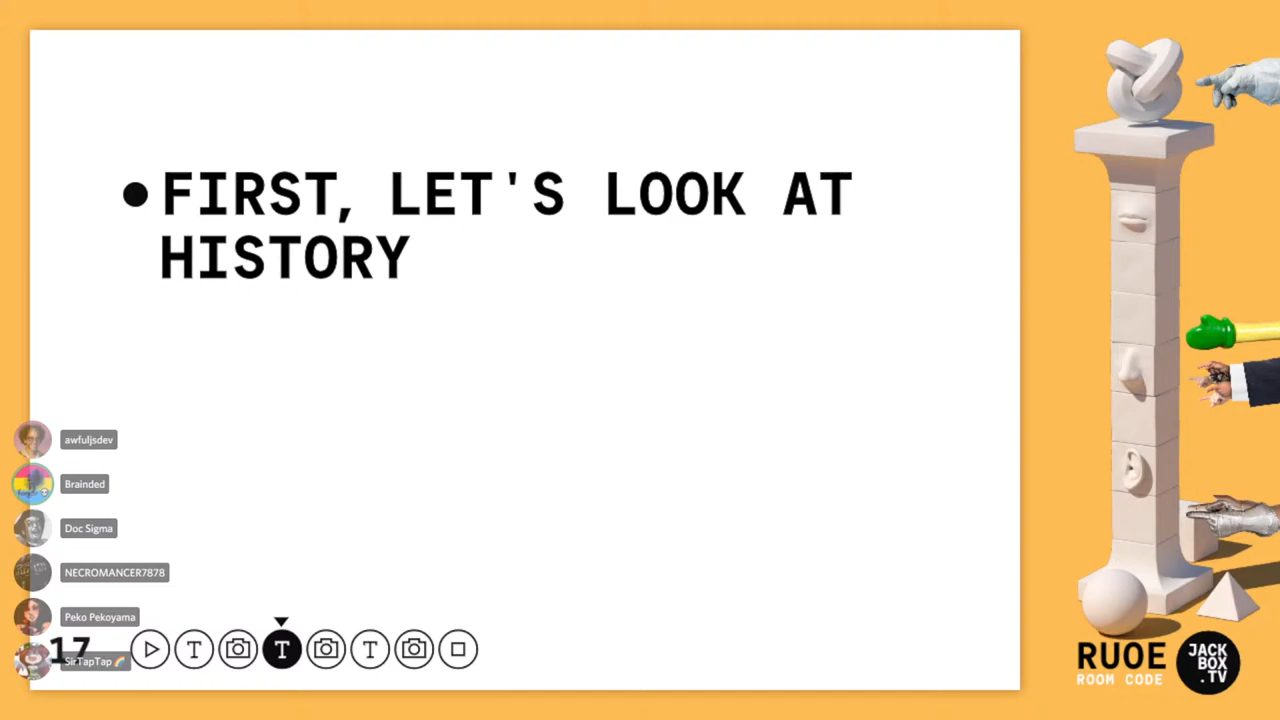 ●FIRST, LET'S LOOK AT
HISTORY
awfuljsdev
Brainded
Doc Sigma
NECROMANCER7878
Peko Pekoyama
SirTapTap🌈
17
T
T
T
RUOE
ROOM CODE
JACK
BOX
.TV